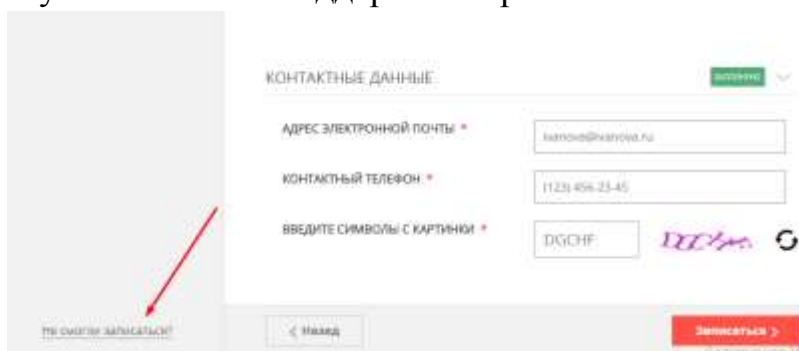 КОНТАКТНЫЕ ДАННЫЕ
АДРЕС ЭЛЕКТРОННОЙ ПОЧТЫ *
ivanova@ivanova.ru
КОНТАКТНЫЙ ТЕЛЕФОН *
(123) 456-23-45
ВВЕДИТЕ СИМВОЛЫ С КАРТИНКИ *
DGCHF
Не смогли записаться?
< Назад
Записаться >